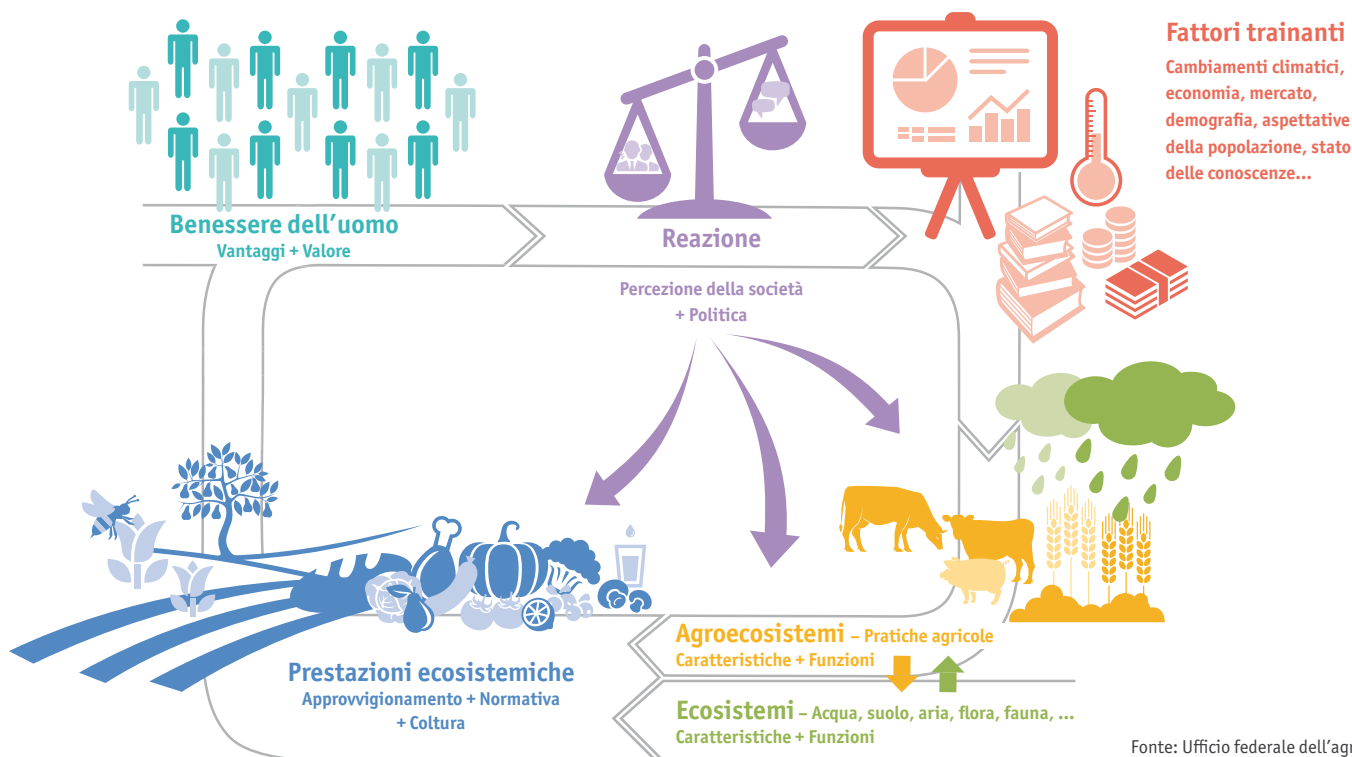 Fattori trainanti
Cambiamenti climatici,
economia, mercato,
demografia, aspettative
della popolazione, stato
delle conoscenze...
Benessere dell'uomo
Vantaggi + Valore
Reazione
Percezione della società
+ Politica
Agroecosistemi – Pratiche agricole
Caratteristiche + Funzioni
Prestazioni ecosistemiche
Approvvigionamento + Normativa
+ Coltura
Ecosistemi – Acqua, suolo, aria, flora, fauna, ...
Caratteristiche + Funzioni
Fonte: Ufficio federale dell'agr